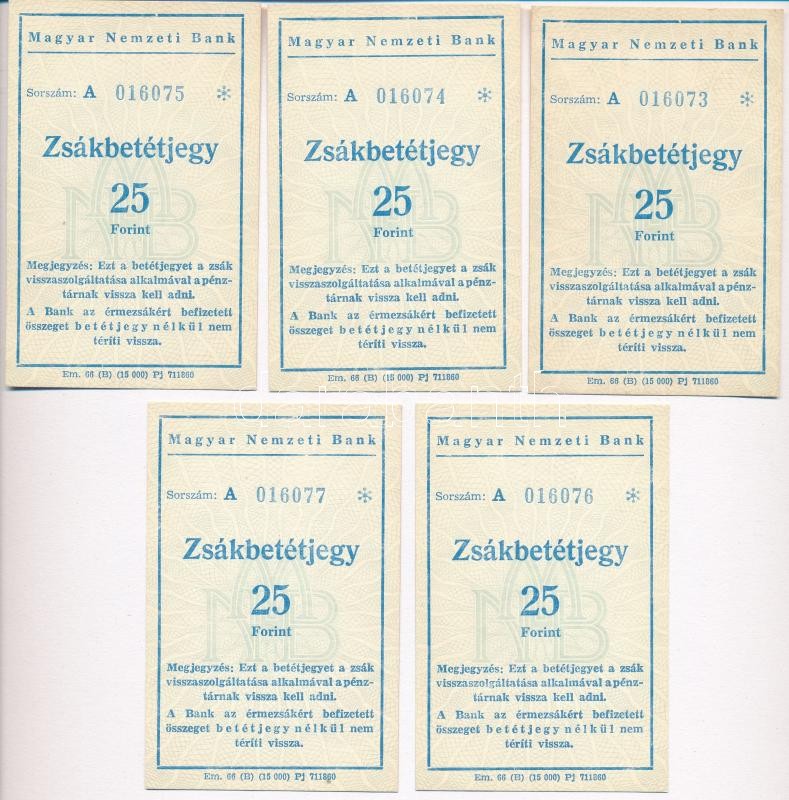 Magyar Nemzeti Bank
Sorszám: A 016075 *
Zsákbetétjegy
25
Forint
Megjegyzés: Ezt a betétjegyet a zsák
visszaszolgáltatása alkalmával a pénz-
tárnak vissza kell adni.
A Bank az érmezsákért befizetett
összeget betétjegy nélkül nem
téríti vissza.
Em. 66 (B) (15 000) Pj 711860
Magyar Nemzeti Bank
Sorszám: A 016074 *
Zsákbetétjegy
25
Forint
Megjegyzés: Ezt a betétjegyet a zsák
visszaszolgáltatása alkalmával a pénz-
tárnak vissza kell adni.
A Bank az érmezsákért befizetett
összeget betétjegy nélkül nem
téríti vissza.
Em. 66 (B) (15 000) Pj 711860
Magyar Nemzeti Bank
Sorszám: A 016073 *
Zsákbetétjegy
25
Forint
Megjegyzés: Ezt a betétjegyet a zsák
visszaszolgáltatása alkalmával a pénz-
tárnak vissza kell adni.
A Bank az érmezsákért befizetett
összeget betétjegy nélkül nem
téríti vissza.
Em. 66 (B) (15 000) Pj 711860
Magyar Nemzeti Bank
Sorszám: A 016077 *
Zsákbetétjegy
25
Forint
Megjegyzés: Ezt a betétjegyet a zsák
visszaszolgáltatása alkalmával a pénz-
tárnak vissza kell adni.
A Bank az érmezsákért befizetett
összeget betétjegy nélkül nem
téríti vissza.
Em. 66 (B) (15 000) Pj 711860
Magyar Nemzeti Bank
Sorszám: A 016076 *
Zsákbetétjegy
25
Forint
Megjegyzés: Ezt a betétjegyet a zsák
visszaszolgáltatása alkalmával a pénz-
tárnak vissza kell adni.
A Bank az érmezsákért befizetett
összeget betétjegy nélkül nem
téríti vissza.
Em. 66 (B) (15 000) Pj 711860